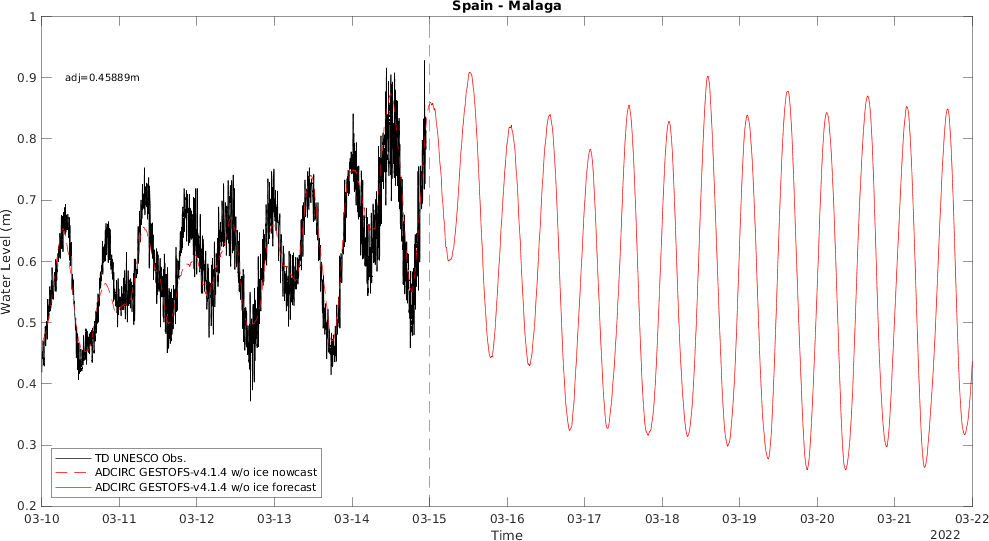 Spain - Malaga
adj=0.45889m
Water Level (m)
1
0.9
0.8
0.7
0.6
0.5
0.4
0.3
0.2
TD UNESCO Obs.
ADCIRC GESTOFS-v4.1.4 w/o ice nowcast
ADCIRC GESTOFS-v4.1.4 w/o ice forecast
03-10 03-11 03-12 03-13 03-14 03-15 03-16 03-17 03-18 03-19 03-20 03-21 03-22
Time
2022